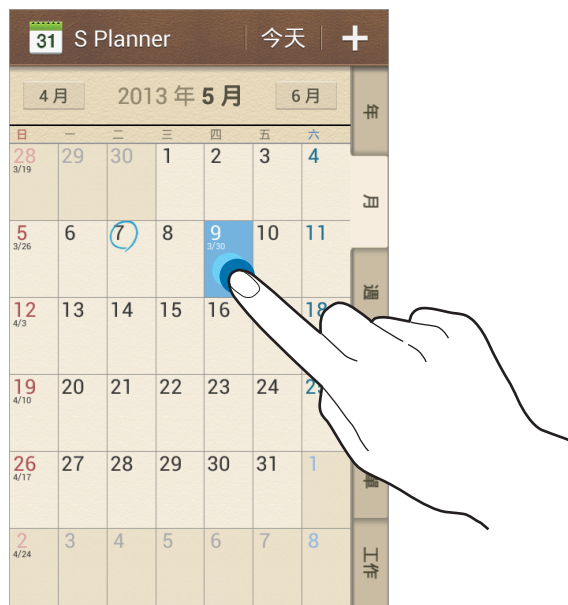 31 S Planner 今天 +
4月 2013 年 5 月 6月
日 一 二 三 四 五 六
28 29 30 1 2 3 4
3/19
5 6 7 8 9 10 11
3/26 3/30
12 13 14 15 16 18
4/3
19 20 21 22 23 24
4/10
26 27 28 29 30 31 1
4/17
2 3 4 5 6 7 8
4/24
年
月
週
工作